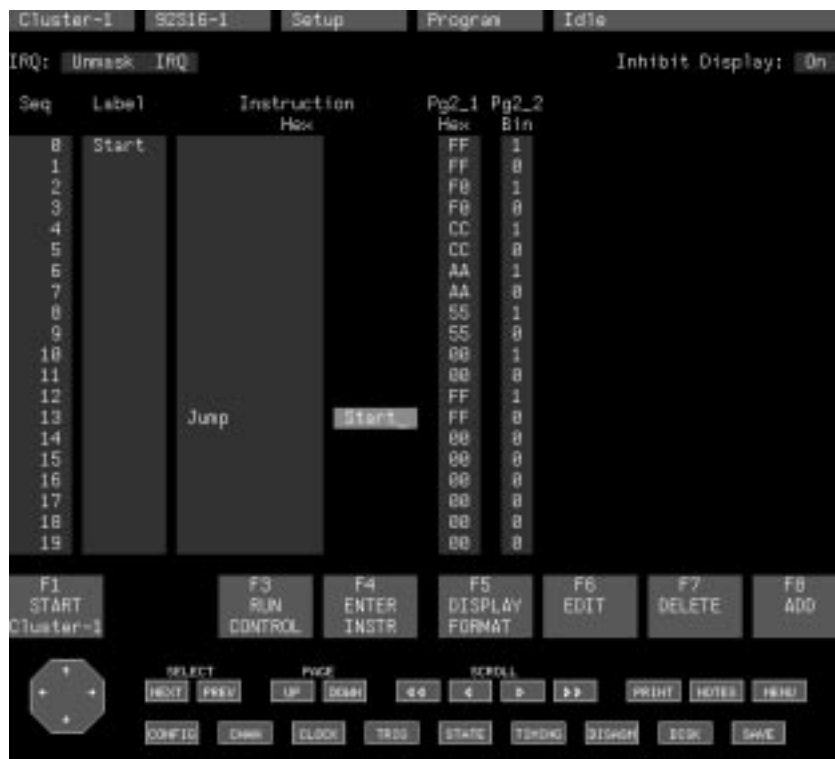 Cluster-1 92S16-1 Setup Program Idle
IRQ: Unmask IRQ Inhibit Display: On
Seq Label Instruction Pg2_1 Pg2_2
Hex Hex Bin
0 Start FF 1
1 FF 0
2 F0 1
3 F0 0
4 CC 1
5 CC 0
6 AA 1
7 AA 0
8 55 1
9 55 0
10 00 1
11 00 0
12 FF 1
13 Jump Start_ FF 0
14 00 0
15 00 0
16 00 0
17 00 0
18 00 0
19 00 0
F1 F3 F4 F5 F6 F7 F8
START RUN ENTER DISPLAY EDIT DELETE ADD
Cluster-1 CONTROL INSTR FORMAT
SELECT PAGE SCROLL
NEXT PREV UP DOWN PRINT NOTES MENU
CONFIG CHAN CLOCK TRIG STATE TIMING DISASM DISK SAVE